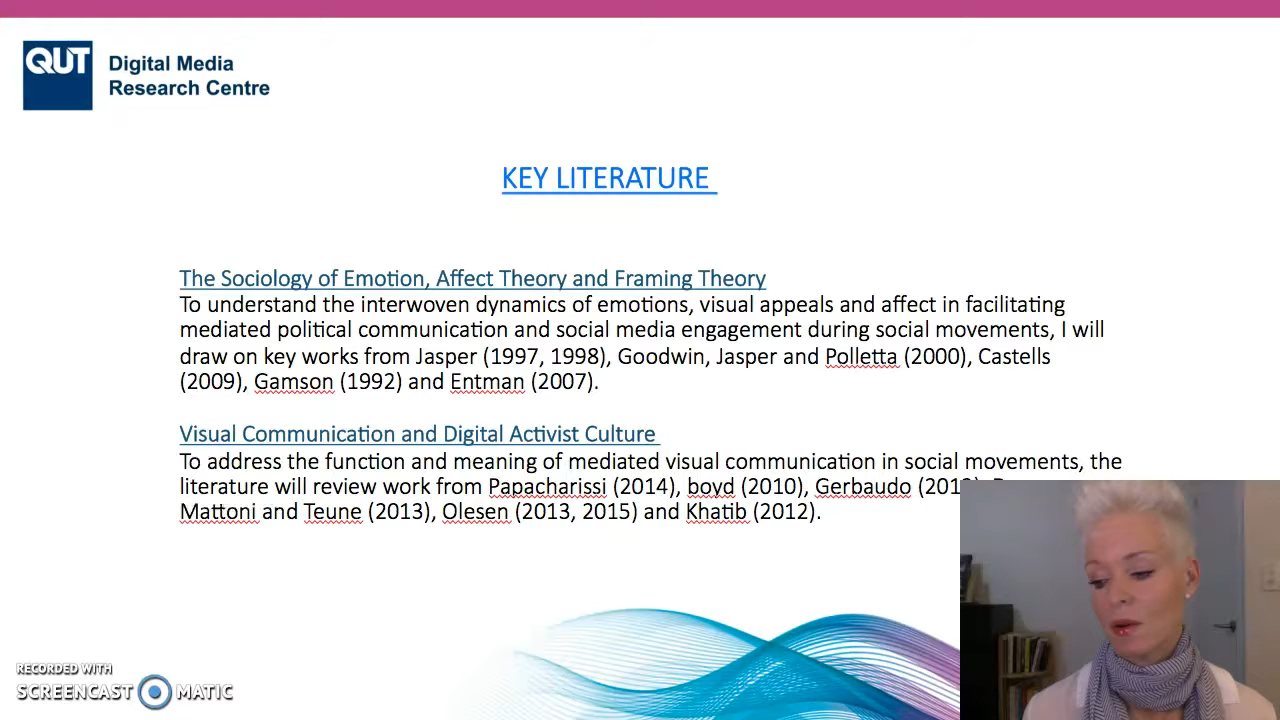 QUT
Digital Media
Research Centre
KEY LITERATURE
The Sociology of Emotion, Affect Theory and Framing Theory
To understand the interwoven dynamics of emotions, visual appeals and affect in facilitating
mediated political communication and social media engagement during social movements, I will
draw on key works from Jasper (1997, 1998), Goodwin, Jasper and Polletta (2000), Castells
(2009), Gamson (1992) and Entman (2007).
Visual Communication and Digital Activist Culture
To address the function and meaning of mediated visual communication in social movements, the
literature will review work from Papacharissi (2014), boyd (2010), Gerbaudo
Mattoni and Teune (2013), Olesen (2013, 2015) and Khatib (2012).
RECORDED WITH
SCREENCAST MATIC